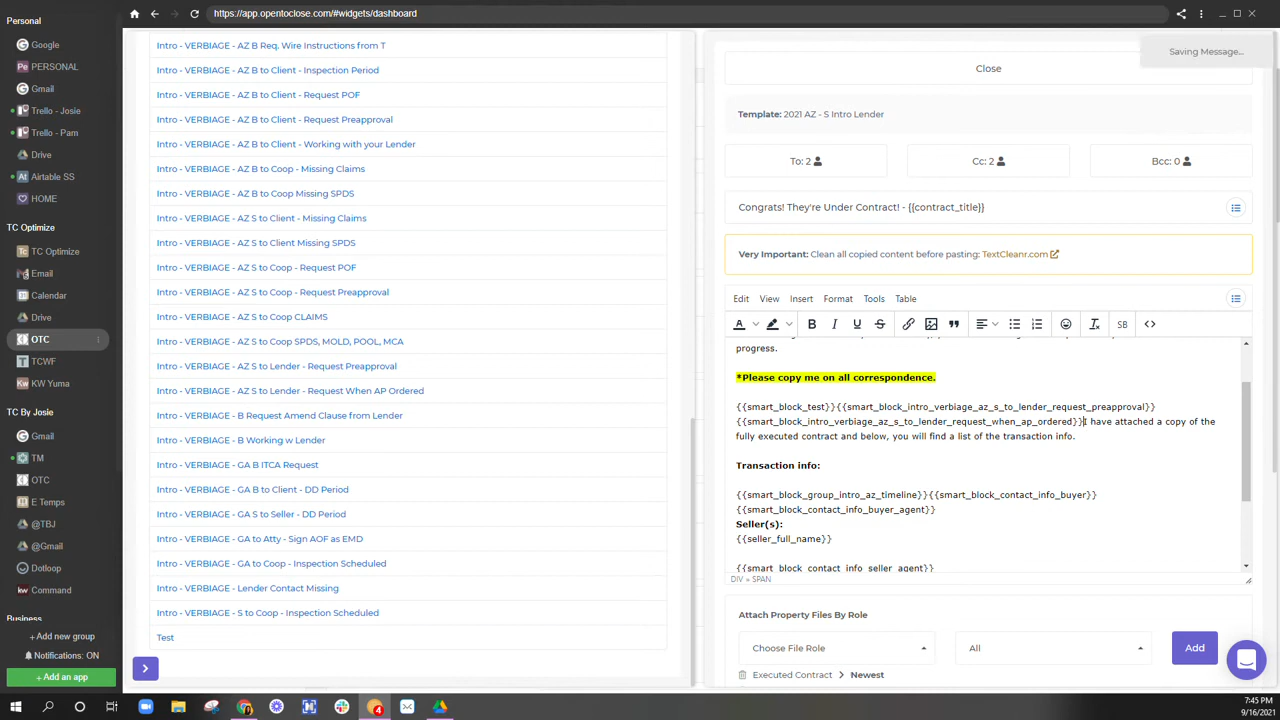 https://app.opentoclose.com/#widgets/dashboard
Personal
Google
PERSONAL
Gmail
Trello - Josie
Trello - Pam
Drive
Airtable SS
HOME
TC Optimize
TC Optimize
Email
Calendar
Drive
OTC
TCWF
KW Yuma
TC By Josie
Gmail
TM
OTC
E Temps
@TBJ
@Gmail
Dotloop
Command
Business
+ Add new group
Notifications: ON
+ Add an app
Intro - VERBIAGE - AZ B Req. Wire Instructions from T
Intro - VERBIAGE - AZ B to Client - Inspection Period
Intro - VERBIAGE - AZ B to Client - Request POF
Intro - VERBIAGE - AZ B to Client - Request Preapproval
Intro - VERBIAGE - AZ B to Client - Working with your Lender
Intro - VERBIAGE - AZ B to Coop - Missing Claims
Intro - VERBIAGE - AZ B to Coop Missing SPDS
Intro - VERBIAGE - AZ S to Client - Missing Claims
Intro - VERBIAGE - AZ S to Client Missing SPDS
Intro - VERBIAGE - AZ S to Coop - Request POF
Intro - VERBIAGE - AZ S to Coop - Request Preapproval
Intro - VERBIAGE - AZ S to Coop CLAIMS
Intro - VERBIAGE - AZ S to Coop SPDS, MOLD, POOL, MCA
Intro - VERBIAGE - AZ S to Lender - Request Preapproval
Intro - VERBIAGE - AZ S to Lender - Request When AP Ordered
Intro - VERBIAGE - B Request Amend Clause from Lender
Intro - VERBIAGE - B Working w Lender
Intro - VERBIAGE - GA B ITCA Request
Intro - VERBIAGE - GA B to Client - DD Period
Intro - VERBIAGE - GA S to Seller - DD Period
Intro - VERBIAGE - GA to Atty - Sign AOF as EMD
Intro - VERBIAGE - GA to Coop - Inspection Scheduled
Intro - VERBIAGE - Lender Contact Missing
Intro - VERBIAGE - S to Coop - Inspection Scheduled
Test
Saving Message...
Close
Template: 2021 AZ - S Intro Lender
To: 2
Cc: 2
Bcc: 0
Congrats! They're Under Contract! - {{contract_title}}
Very Important: Clean all copied content before pasting: TextCleanr.com
Edit View Insert Format Tools Table
A B I U S SB
progress.
*Please copy me on all correspondence.
{{smart_block_test}}{{smart_block_intro_verbiage_az_s_to_lender_request_preapproval}}
{{smart_block_intro_verbiage_az_s_to_lender_request_when_ap_ordered}}I have attached a copy of the
fully executed contract and below, you will find a list of the transaction info.
Transaction info:
{{smart_block_group_intro_az_timeline}}{{smart_block_contact_info_buyer}}
{{smart_block_contact_info_buyer_agent}}
Seller(s):
{{seller_full_name}}
{{smart_block_contact_info_seller_agent}}
DIV » SPAN
Attach Property Files By Role
Choose File Role
All
Add
Executed Contract > Newest
4
7:45 PM
9/16/2021